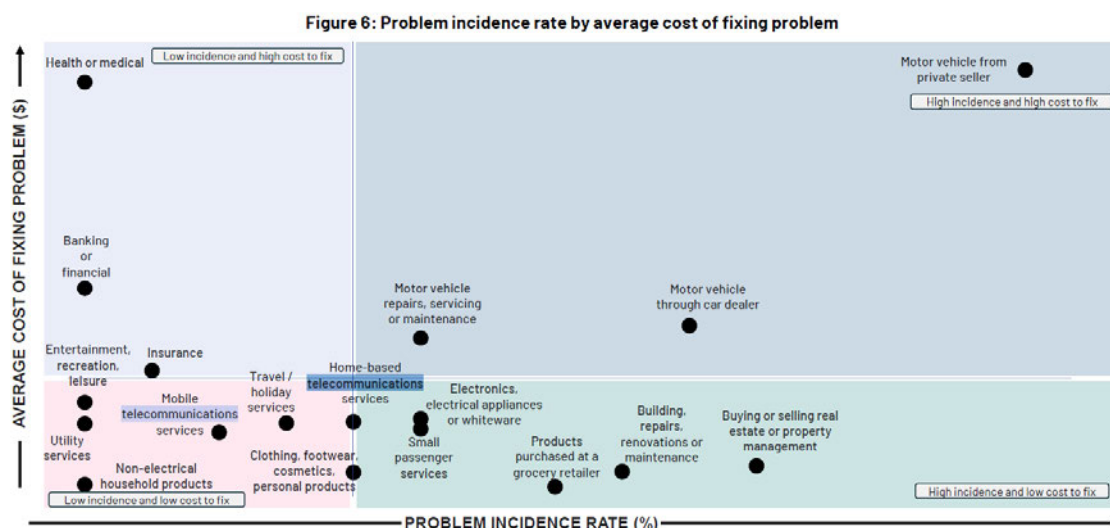 Figure 6: Problem incidence rate by average cost of fixing problem
AVERAGE COST OF FIXING PROBLEM ($)
Health or medical
Low incidence and high cost to fix
Motor vehicle from
private seller
High incidence and high cost to fix
Banking
or
financial
Motor vehicle
repairs, servicing
or maintenance
Motor vehicle
through car dealer
Entertainment,
recreation,
leisure
Insurance
Travel /
holiday
services
Home-based
telecommunications
services
Mobile
telecommunications
services
Electronics,
electrical appliances
or whiteware
Building,
repairs,
renovations or
maintenance
Buying or selling real
estate or property
management
Utility
services
Small
passenger
services
Products
purchased at a
grocery retailer
Non-electrical
household products
Clothing, footwear,
cosmetics,
personal products
Low incidence and low cost to fix
High incidence and low cost to fix
PROBLEM INCIDENCE RATE (%)